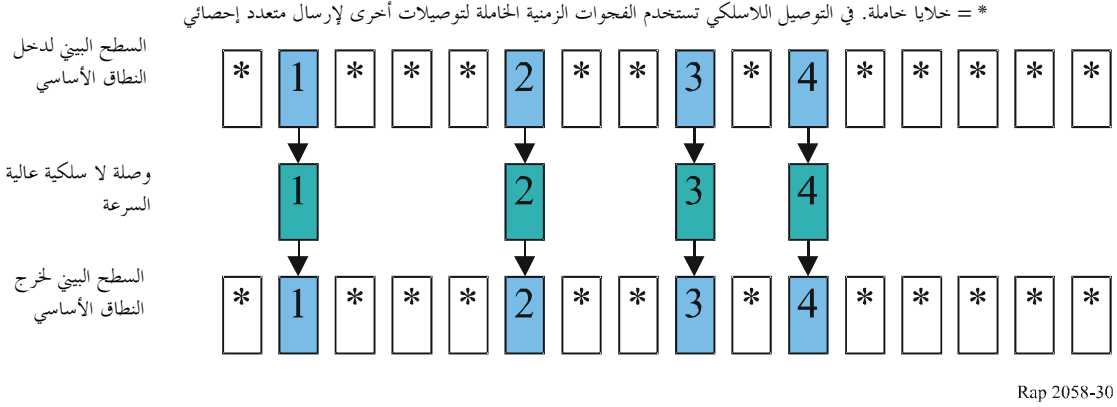 * = خلايا خاملة. في التوصيل اللاسلكي تستخدم الفجوات الزمنية الخاملة لتوصيلات أخرى لإرسال متعدد إحصائي
السطح البيني لدخل
النطاق الأساسي
* 1 * * * 2 * * 3 * 4 * * * * *
وصلة لا سلكية عالية
السرعة
1 2 3 4
السطح البيني لخرج
النطاق الأساسي
* 1 * * * 2 * * 3 * 4 * * * * *
Rap 2058-30